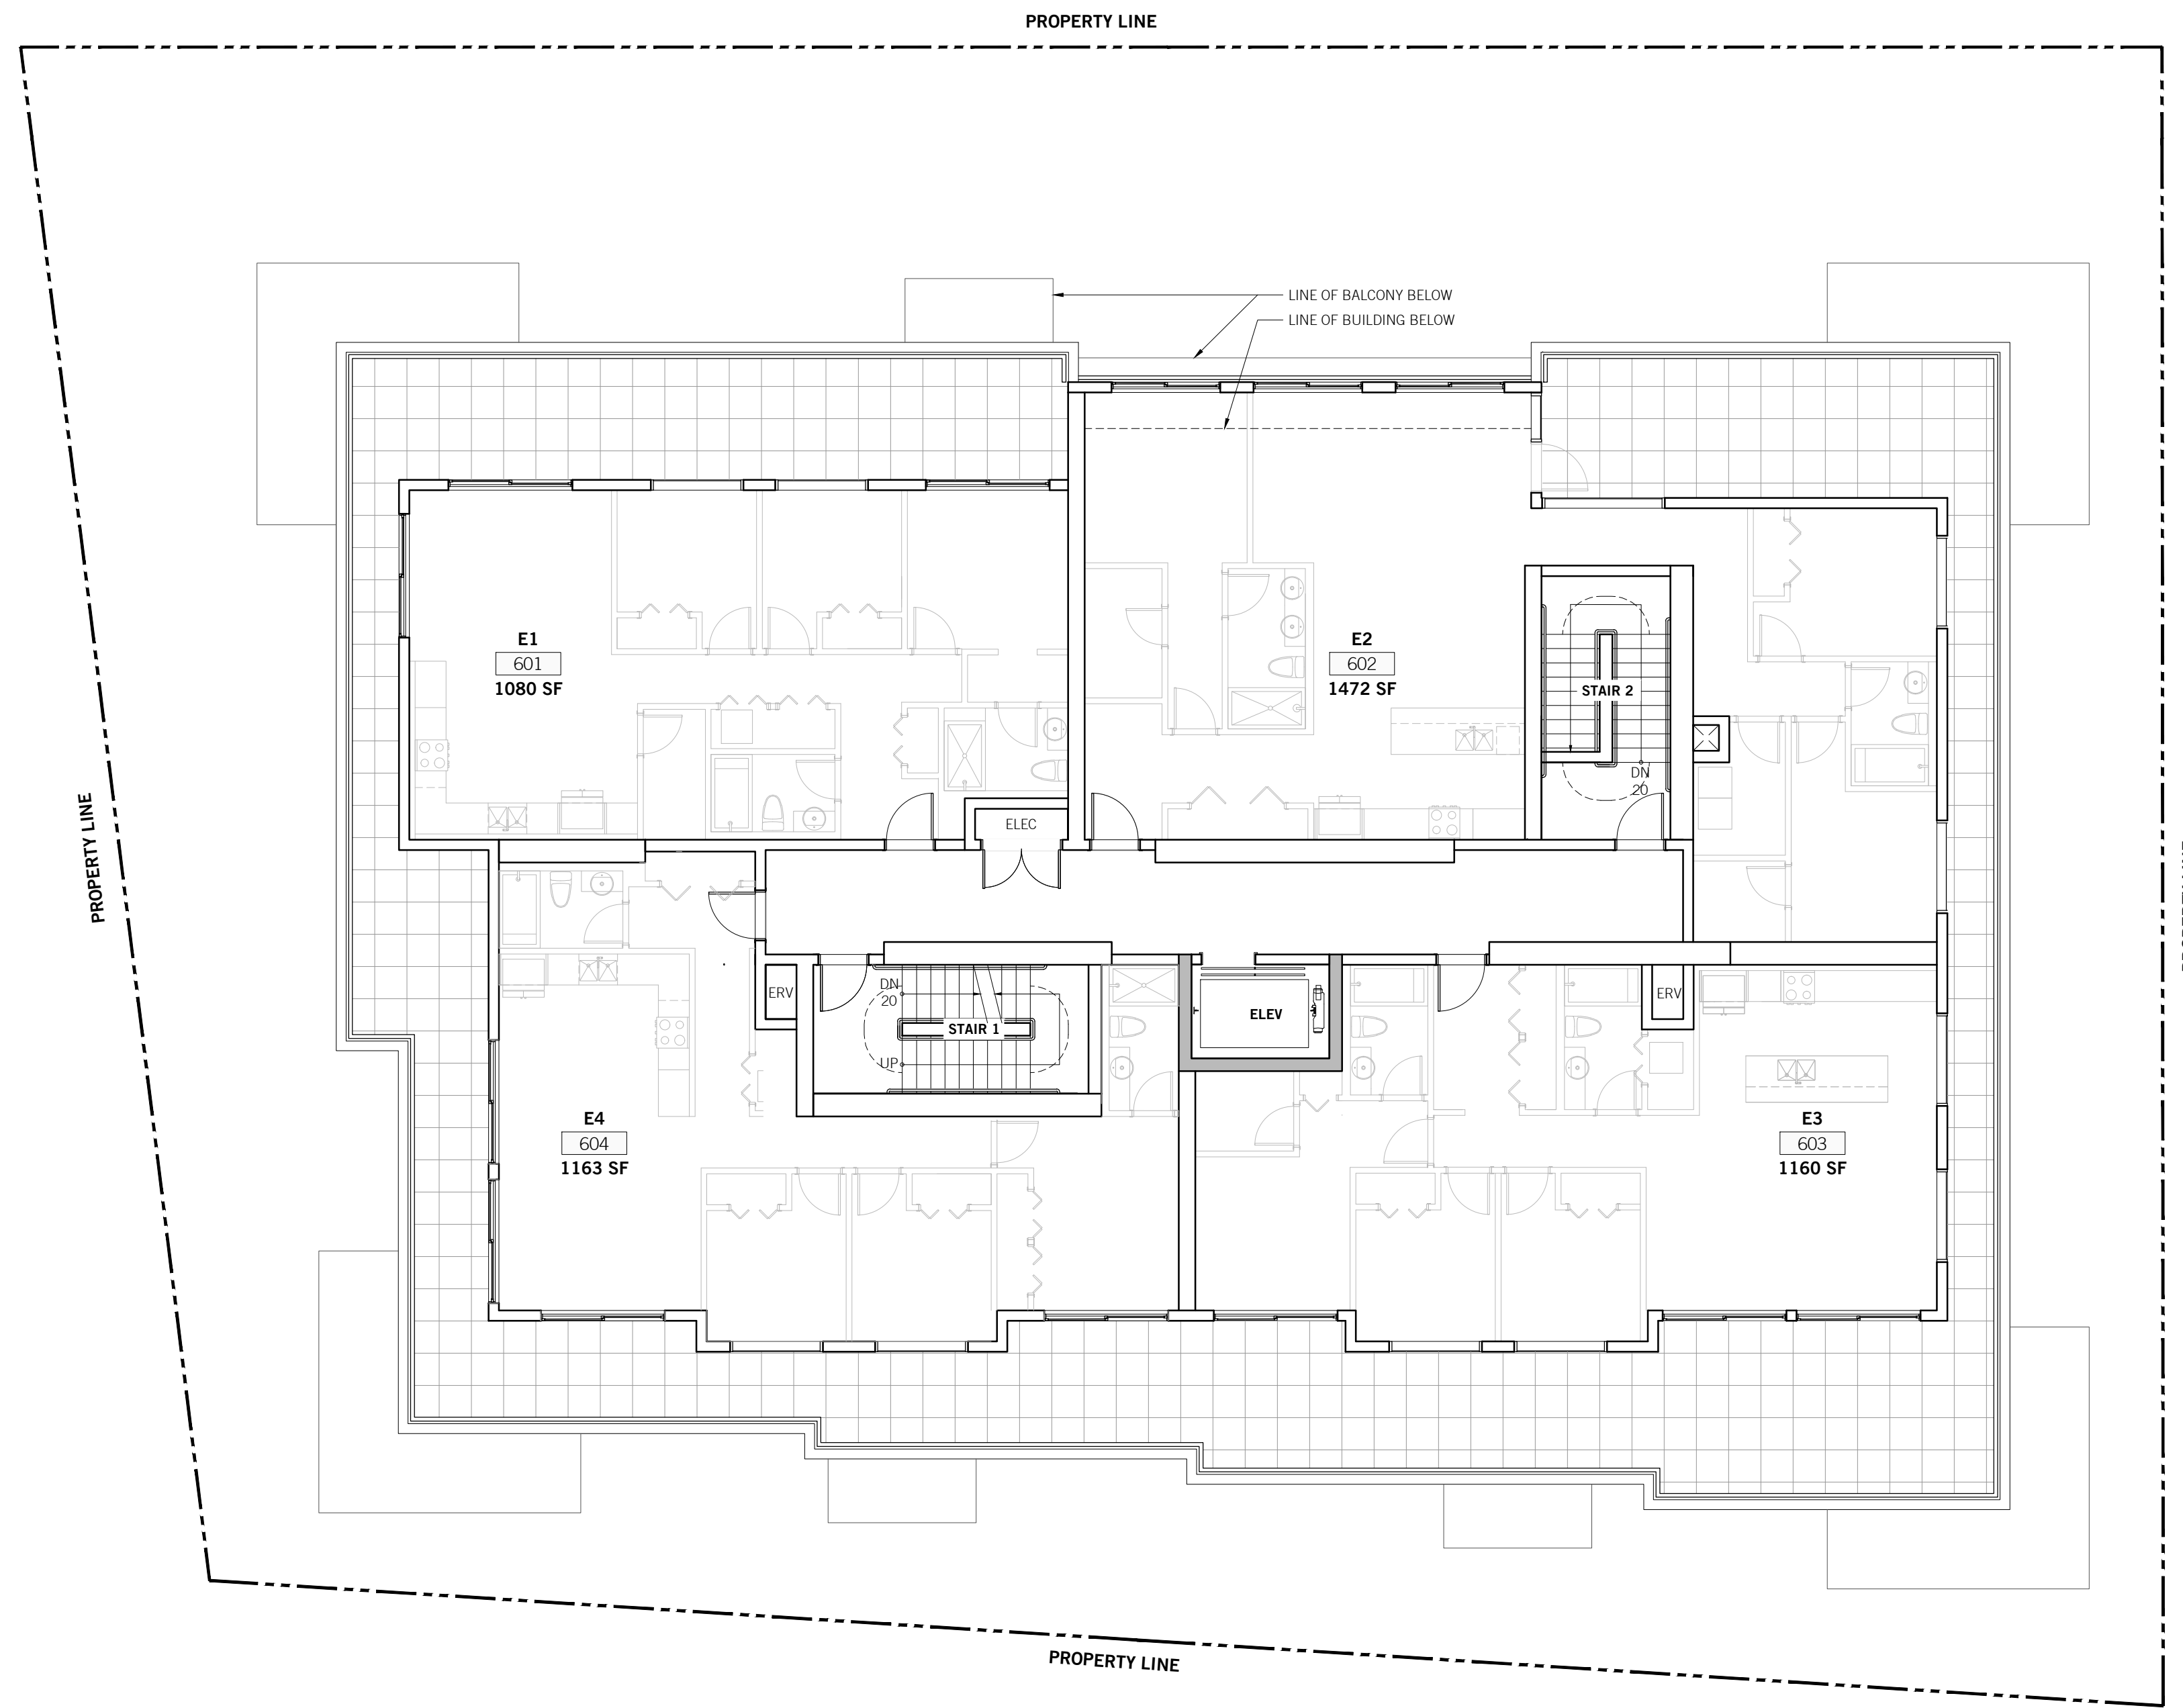 PROPERTY LINE
LINE OF BALCONY BELOW
LINE OF BUILDING BELOW
E1
601
1080 SF
E2
602
1472 SF
STAIR 2
DN
20
ELEC
PROPERTY LINE
ERV
DN
20
STAIR 1
UP
ELEV
ERV
E4
604
1163 SF
E3
603
1160 SF
PROPERTY LINE